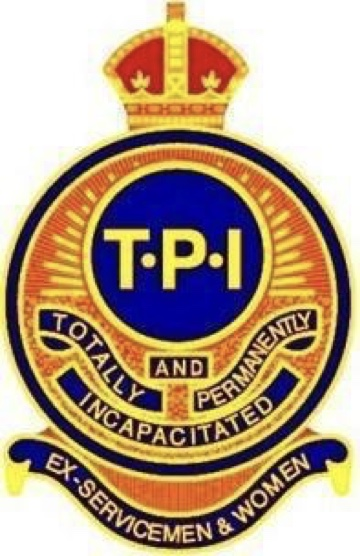 T·P·I
TOTALLY
AND
PERMANENTLY
INCAPACITATED
EX-SERVICEMEN & WOMEN